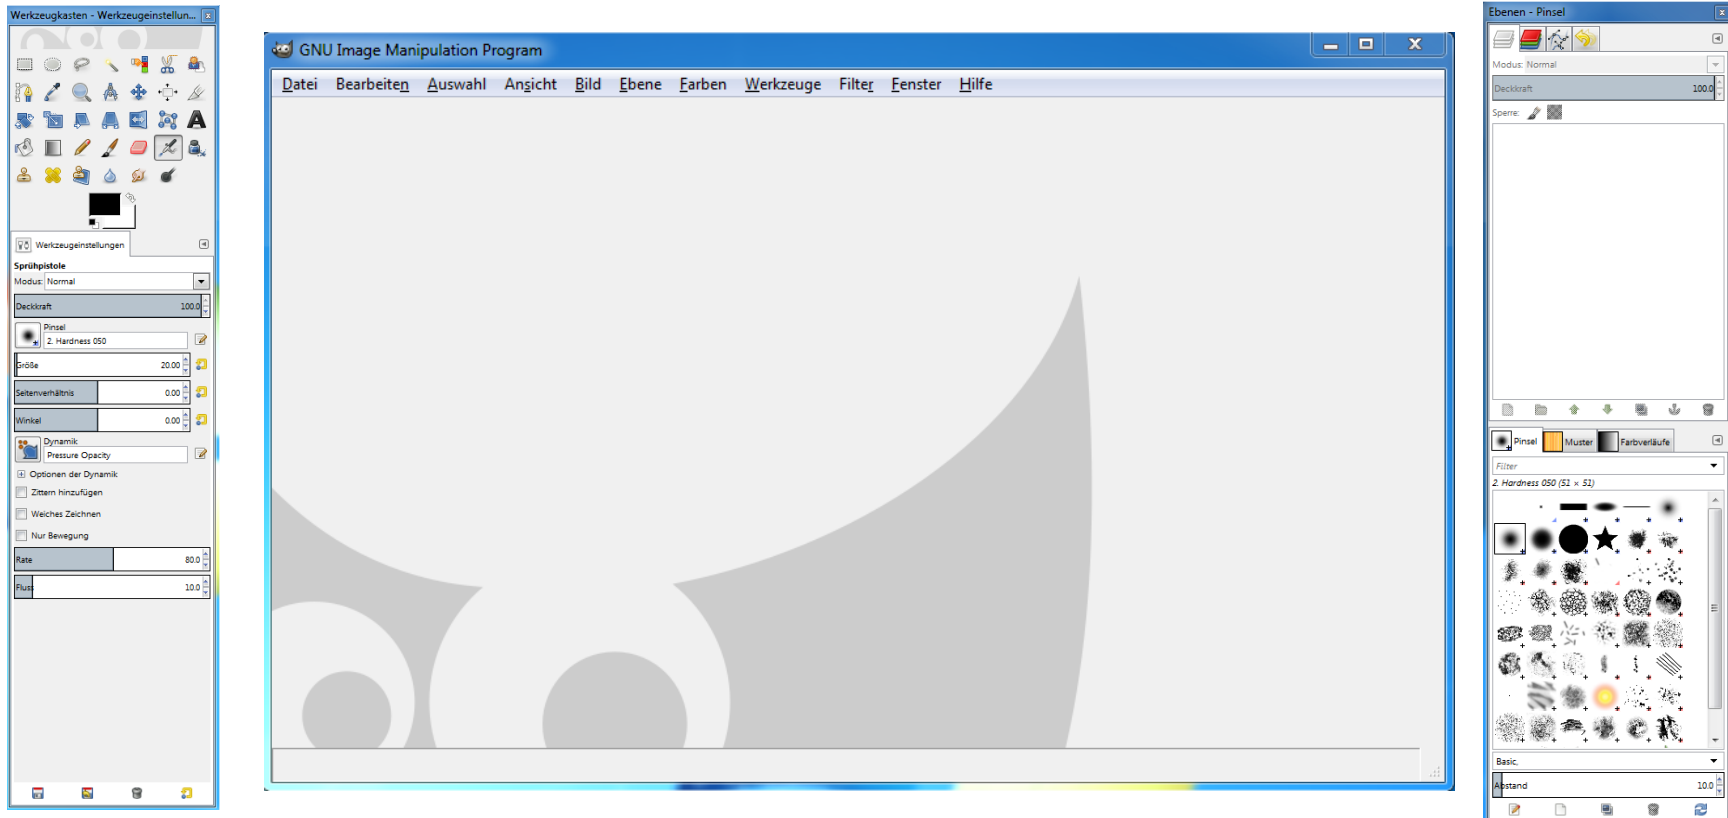 Werkzeugkasten - Werkzeugeinstellun...
Werkzeugeinstellungen
Sprühpistole
Modus: Normal
Deckkraft 100.0
Pinsel
2. Hardness 050
Größe 20.00
Seitenverhältnis 0.00
Winkel 0.00
Dynamik
Pressure Opacity
Optionen der Dynamik
Zittern hinzufügen
Weiches Zeichnen
Nur Bewegung
Rate 80.0
Fluss 10.0
GNU Image Manipulation Program
Datei Bearbeiten Auswahl Ansicht Bild Ebene Farben Werkzeuge Filter Fenster Hilfe
Ebenen - Pinsel
Modus: Normal
Deckkraft 100.0
Sperre:
Pinsel Muster Farbverläufe
Filter
2. Hardness 050 (51 × 51)
Basic,
Abstand 10.0